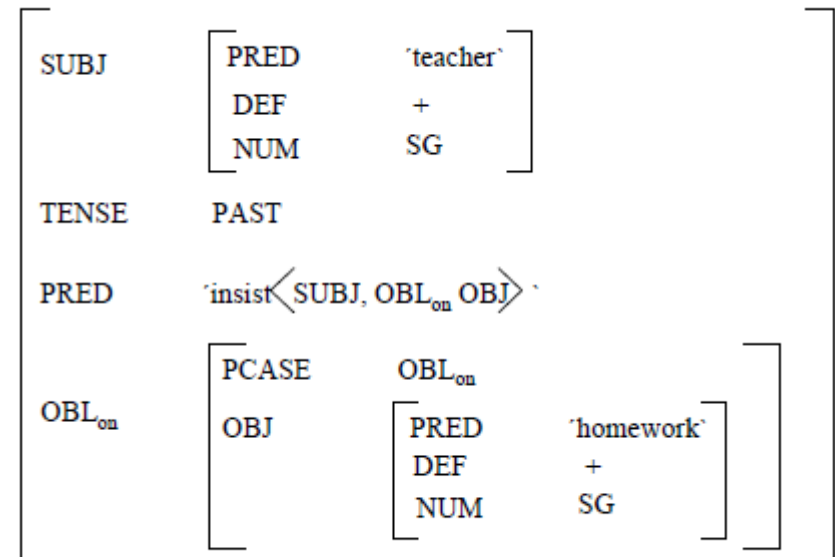 SUBJ PRED ´teacher`
DEF +
NUM SG
TENSE PAST
PRED ´insist<SUBJ, OBLon OBJ> `
OBLon PCASE OBLon
OBJ PRED ´homework`
DEF +
NUM SG